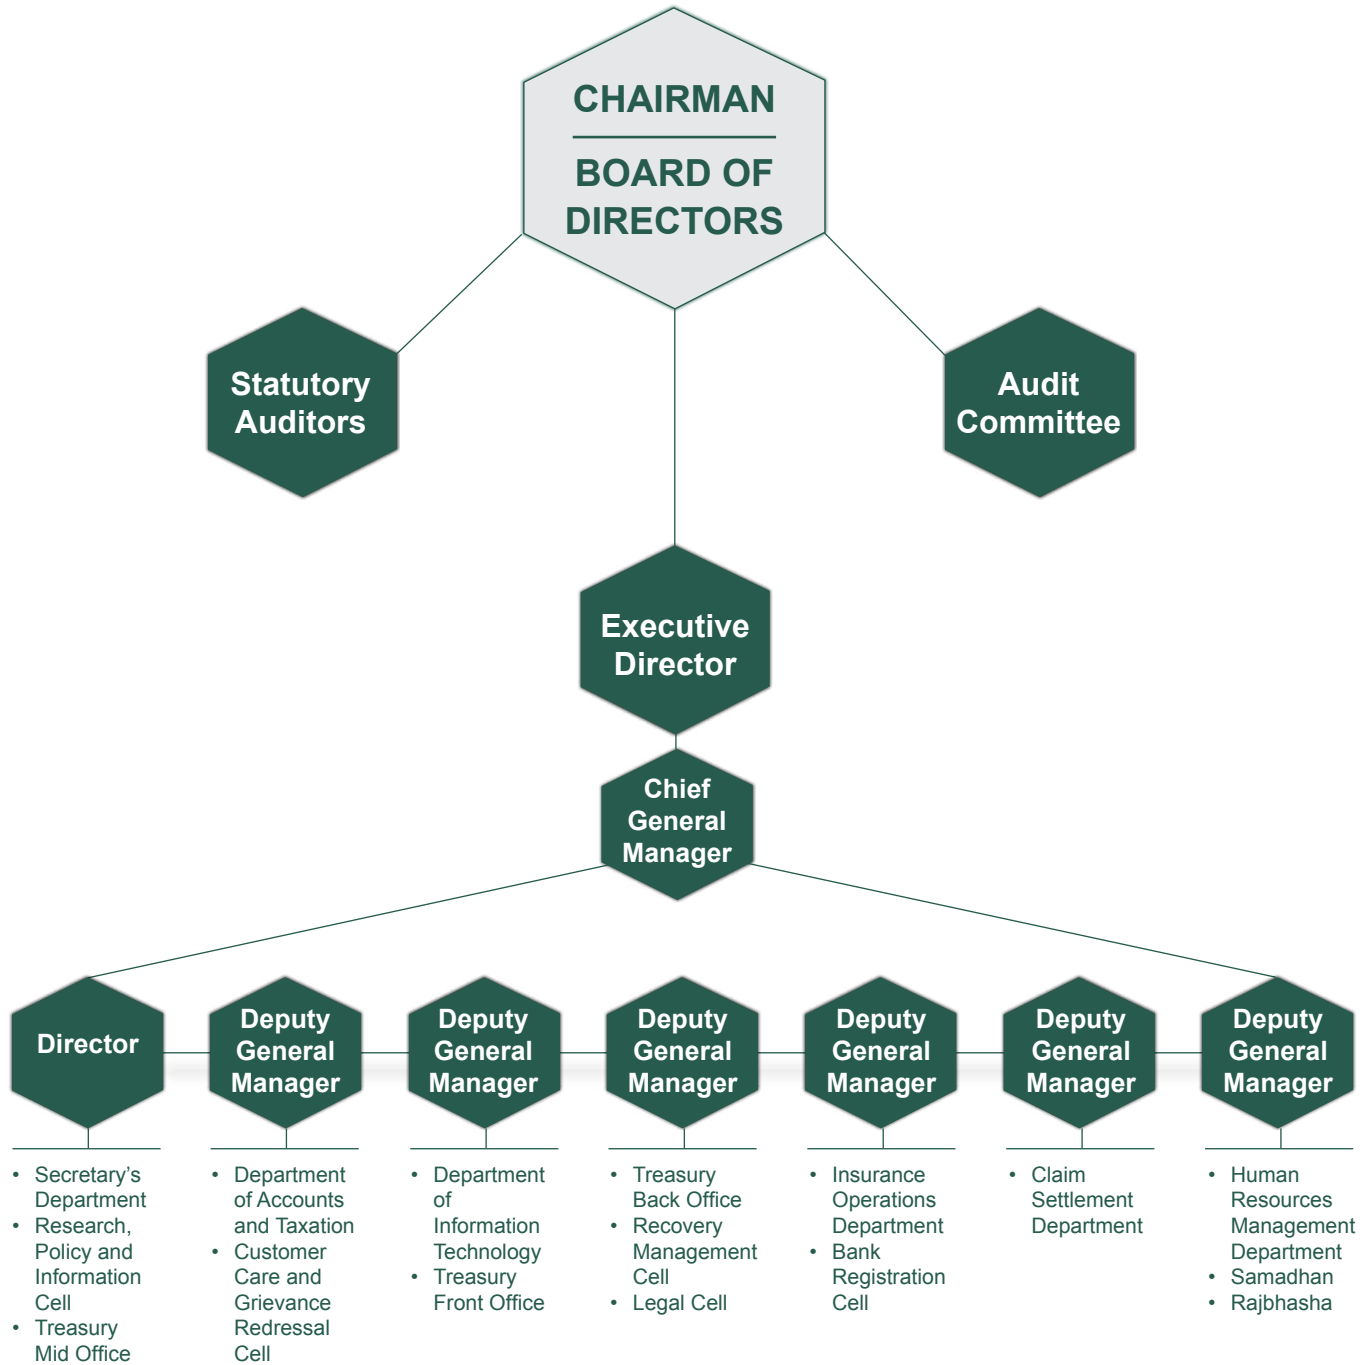 CHAIRMAN
BOARD OF
DIRECTORS
Statutory
Auditors
Audit
Committee
Executive
Director
Chief
General
Manager
Director
Deputy
General
Manager
Deputy
General
Manager
Deputy
General
Manager
Deputy
General
Manager
Deputy
General
Manager
Deputy
General
Manager
• Secretary’s
Department
• Research,
Policy and
Information
Cell
• Treasury
Mid Office
• Department
of Accounts
and Taxation
• Customer
Care and
Grievance
Redressal
Cell
• Department
of
Information
Technology
• Treasury
Front Office
• Treasury
Back Office
• Recovery
Management
Cell
• Legal Cell
• Insurance
Operations
Department
• Bank
Registration
Cell
• Claim
Settlement
Department
• Human
Resources
Management
Department
• Samadhan
• Rajbhasha